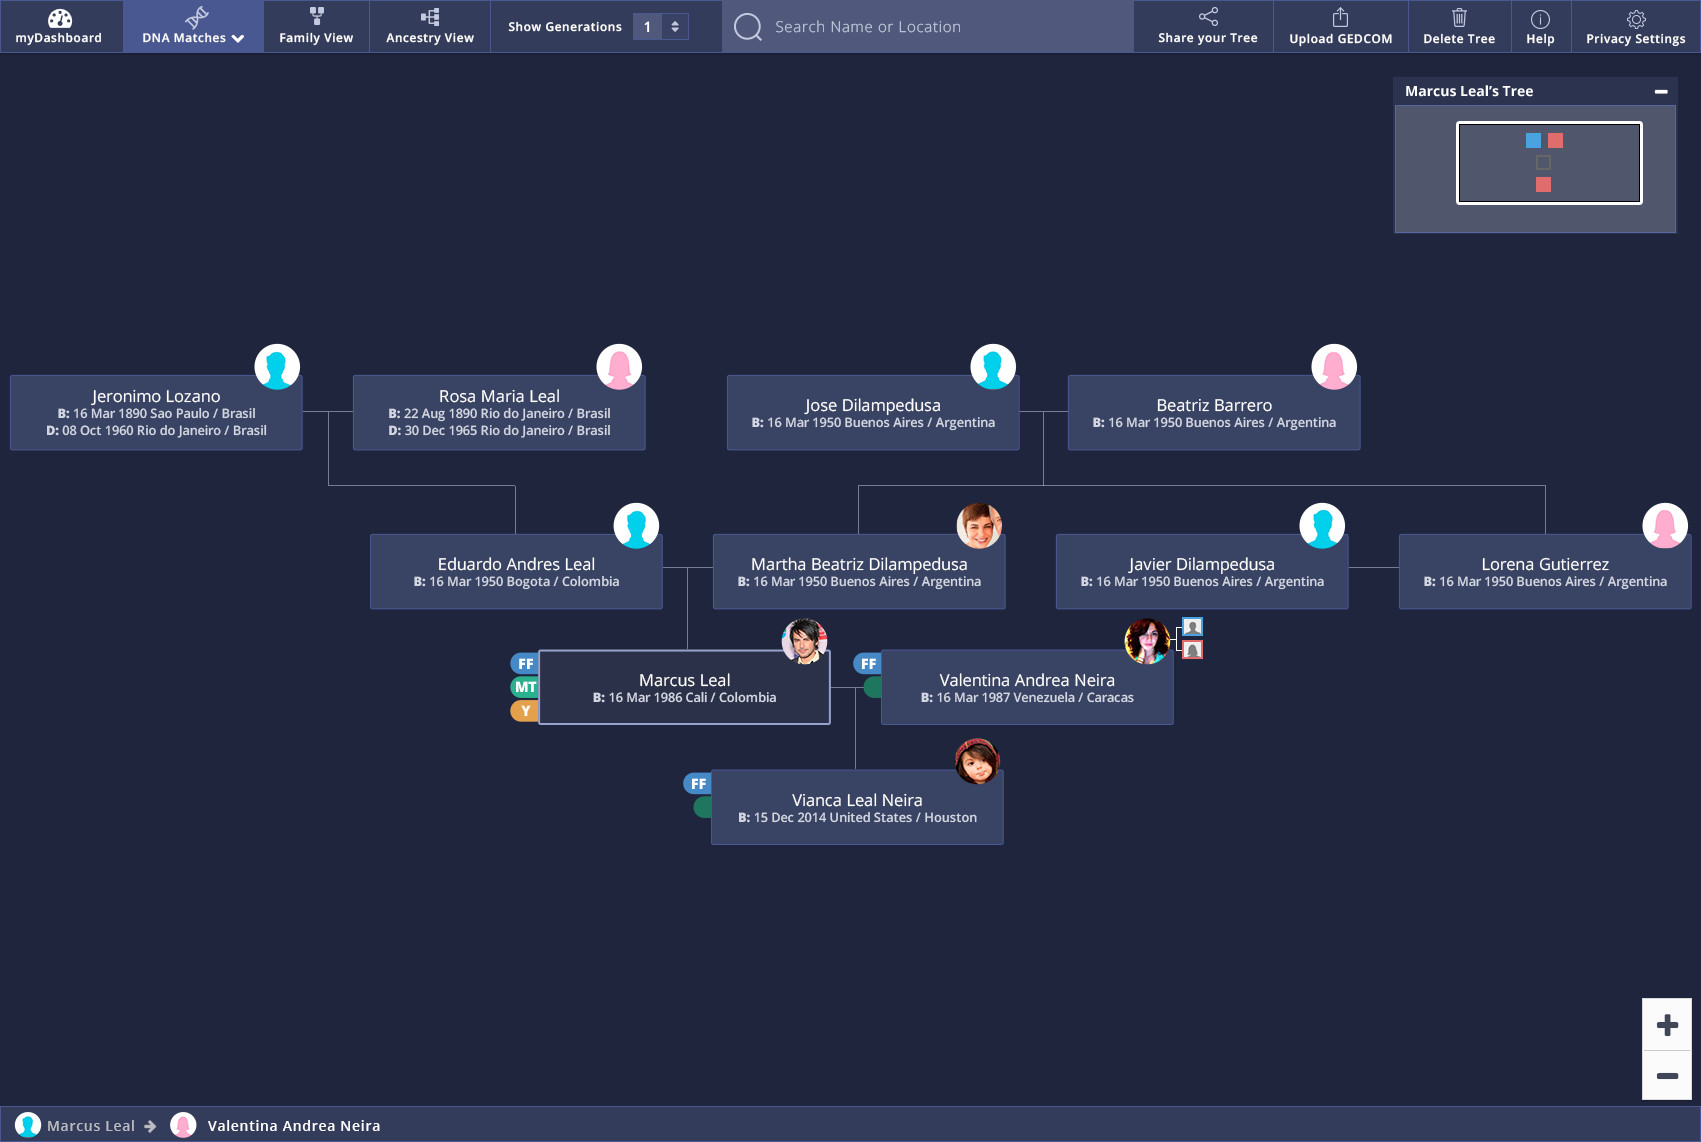 myDashboard
DNA Matches
Family View
Ancestry View
Show Generations 1
Search Name or Location
Share your Tree
Upload GEDCOM
Delete Tree
Help
Privacy Settings
Marcus Leal's Tree
Jeronimo Lozano
B: 16 Mar 1890 Sao Paulo / Brasil
D: 08 Oct 1960 Rio do Janeiro / Brasil
Rosa Maria Leal
B: 22 Aug 1890 Rio do Janeiro / Brasil
D: 30 Dec 1965 Rio do Janeiro / Brasil
Jose Dilampedusa
B: 16 Mar 1950 Buenos Aires / Argentina
Beatriz Barrero
B: 16 Mar 1950 Buenos Aires / Argentina
Eduardo Andres Leal
B: 16 Mar 1950 Bogota / Colombia
Martha Beatriz Dilampedusa
B: 16 Mar 1950 Buenos Aires / Argentina
Javier Dilampedusa
B: 16 Mar 1950 Buenos Aires / Argentina
Lorena Gutierrez
B: 16 Mar 1950 Buenos Aires / Argentina
FF
MT
Y
Marcus Leal
B: 16 Mar 1986 Cali / Colombia
FF
Valentina Andrea Neira
B: 16 Mar 1987 Venezuela / Caracas
FF
Vianca Leal Neira
B: 15 Dec 2014 United States / Houston
Marcus Leal
Valentina Andrea Neira